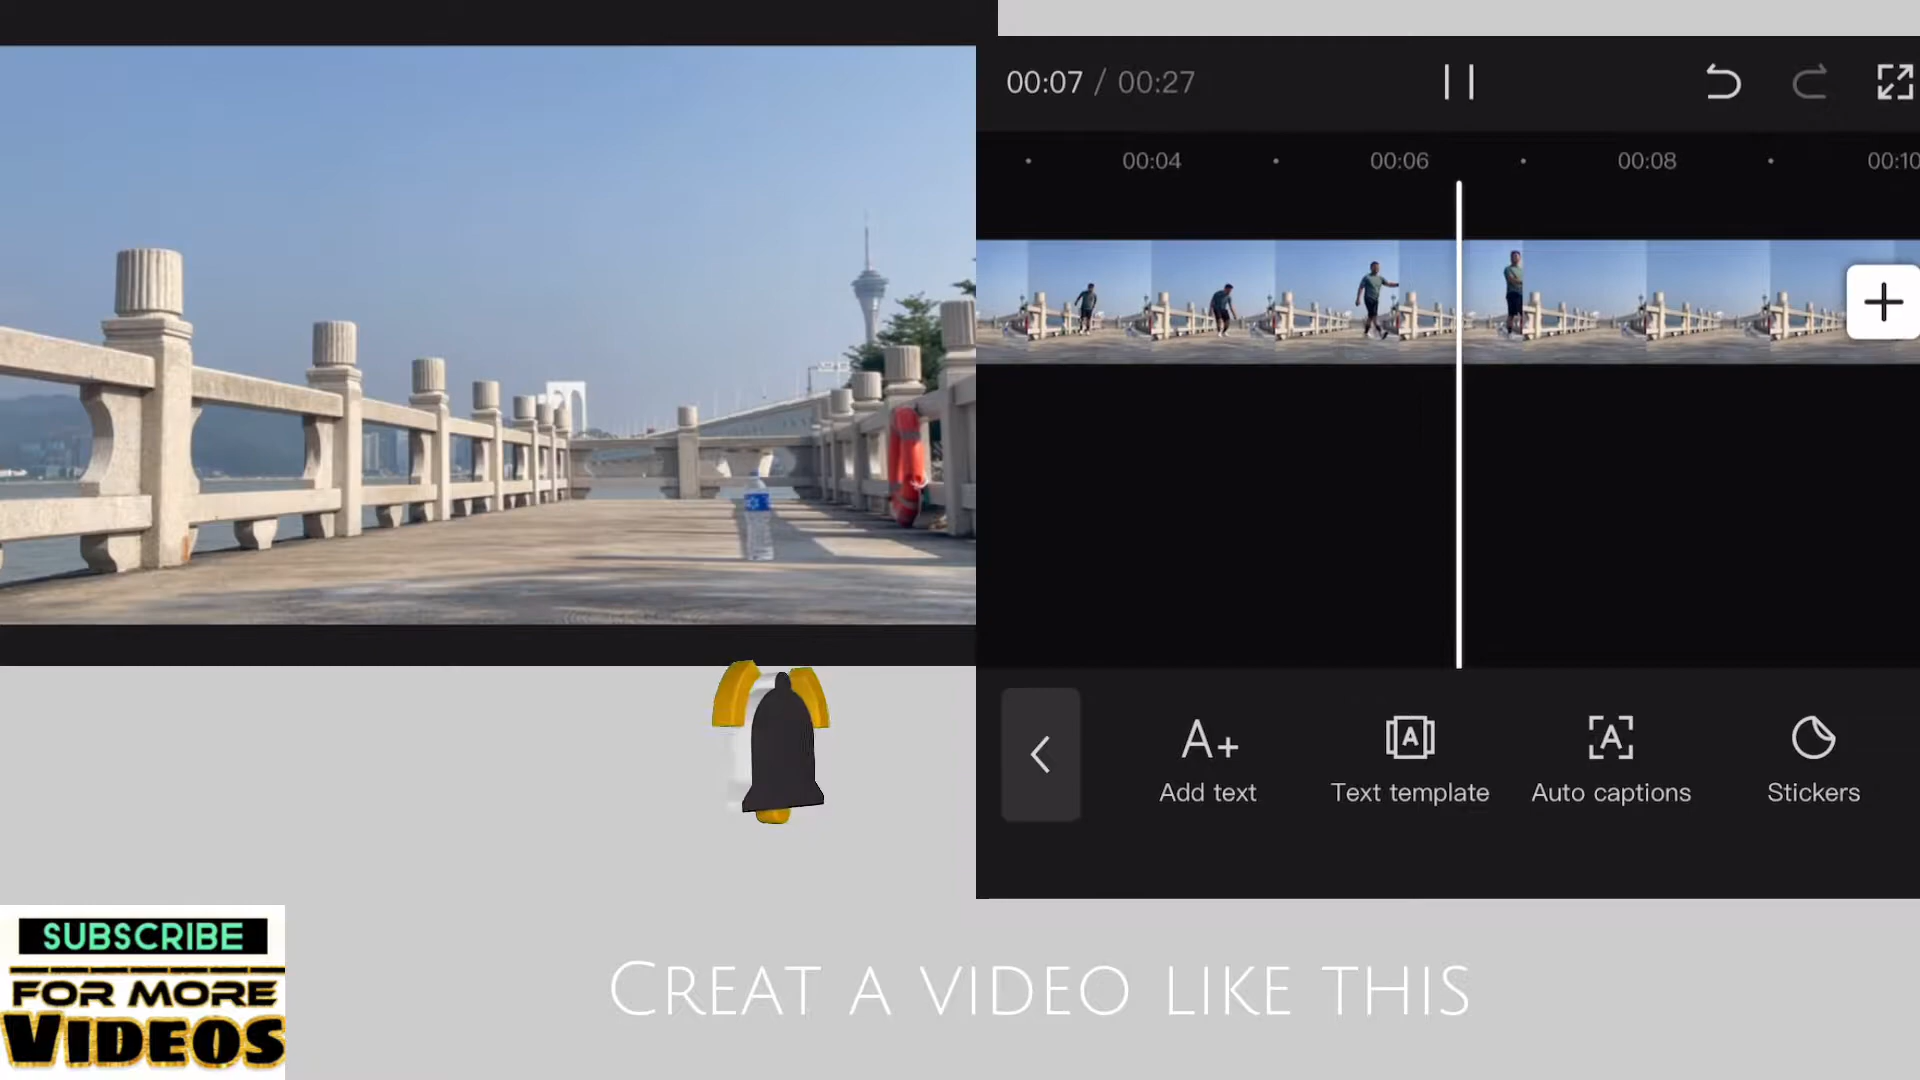 00:07 / 00:27
00:04 00:06 00:08 00:10
A+
A
A
Add text
Text template
Auto captions
Stickers
SUBSCRIBE
FOR MORE
VIDEOS
CREAT A VIDEO LIKE THIS